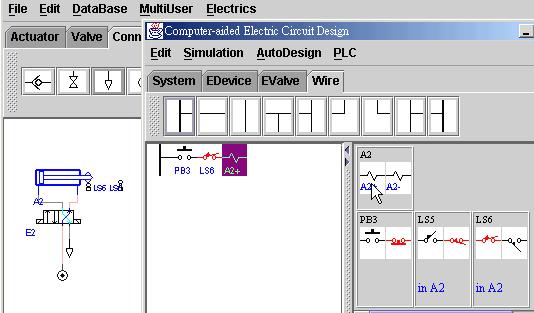 File Edit DataBase MultiUser Electrics
Computer-aided Electric Circuit Design
Actuator Valve Conn
Edit Simulation AutoDesign PLC
System EDevice EValve Wire
PB3 LS6 A2+
A2
A2+ A2-
LS5 LS6
A2
E2
PB3 LS5 LS6
in A2 in A2